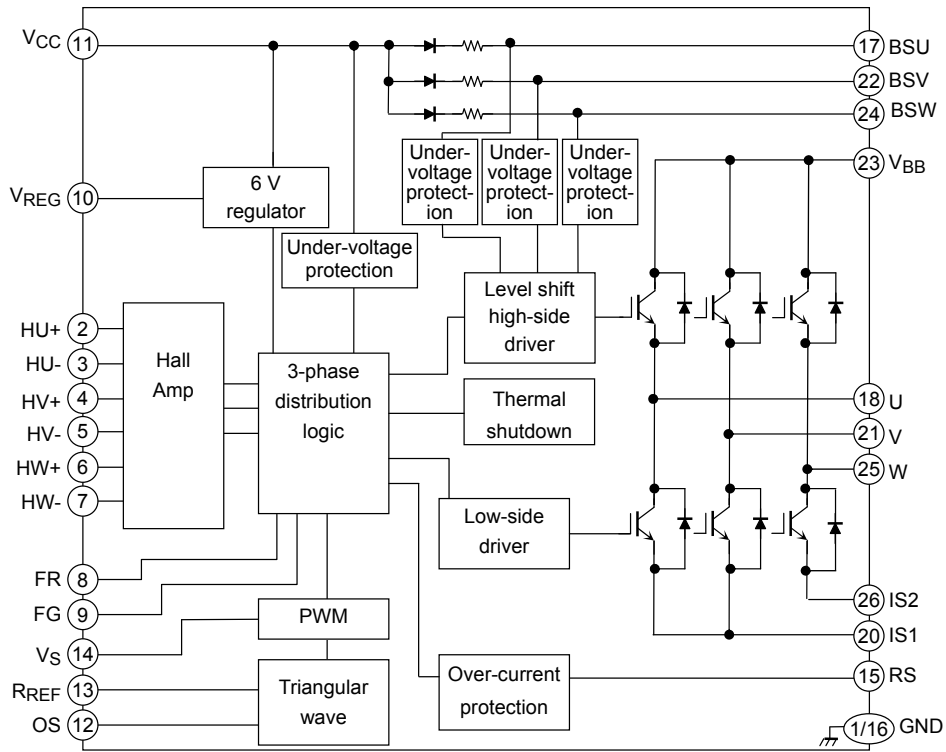 VCC 11
17 BSU
22 BSV
24 BSW
Under-
voltage
protect-
ion
Under-
voltage
protect-
ion
Under-
voltage
protect-
ion
23 VBB
VREG 10
6 V
regulator
Under-voltage
protection
Level shift
high-side
driver
HU+ 2
HU- 3
HV+ 4
HV- 5
HW+ 6
HW- 7
Hall
Amp
3-phase
distribution
logic
Thermal
shutdown
18 U
21 V
25 W
Low-side
driver
FR 8
FG 9
VS 14
RREF 13
OS 12
PWM
Triangular
wave
Over-current
protection
26 IS2
20 IS1
15 RS
1/16 GND